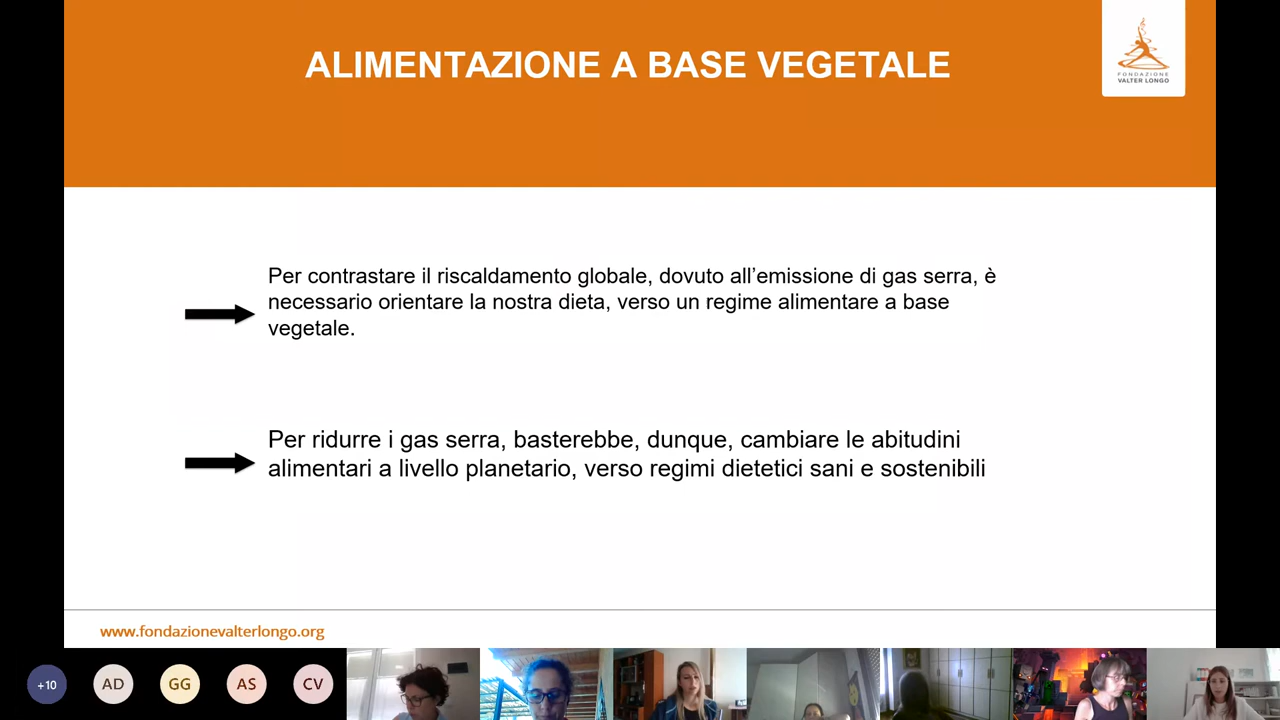 ALIMENTAZIONE A BASE VEGETALE
FONDAZIONE
VALTER LONGO
Per contrastare il riscaldamento globale, dovuto all’emissione di gas serra, è
necessario orientare la nostra dieta, verso un regime alimentare a base
vegetale.
Per ridurre i gas serra, basterebbe, dunque, cambiare le abitudini
alimentari a livello planetario, verso regimi dietetici sani e sostenibili
www.fondazionevalterlongo.org
+10
AD
GG
AS
CV